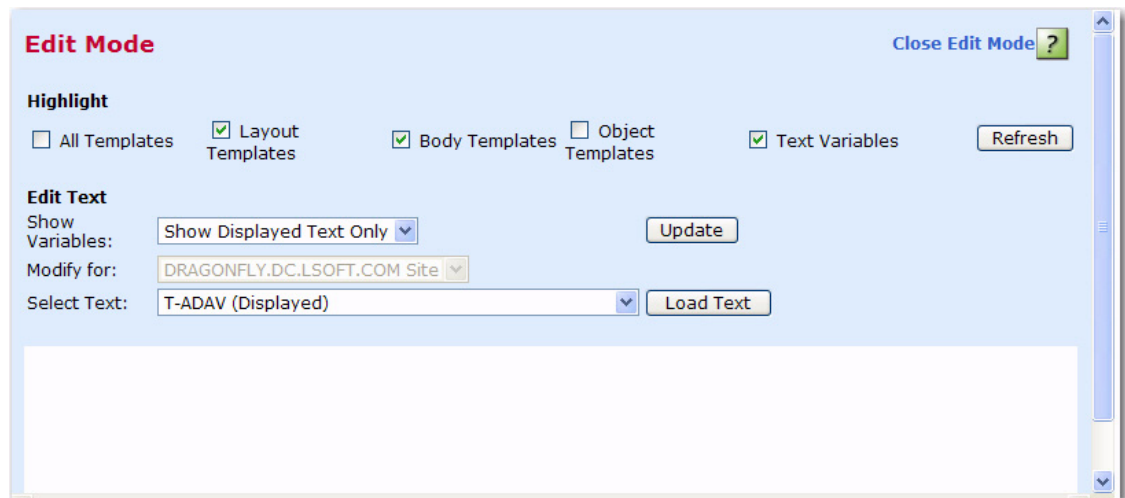 Edit Mode
Close Edit Mode ?
Highlight
All Templates
Layout
Templates
Body Templates
Object
Templates
Text Variables
Refresh
Edit Text
Show
Variables:
Show Displayed Text Only
Update
Modify for:
DRAGONFLY.DC.LSOFT.COM Site
Select Text:
T-ADAV (Displayed)
Load Text